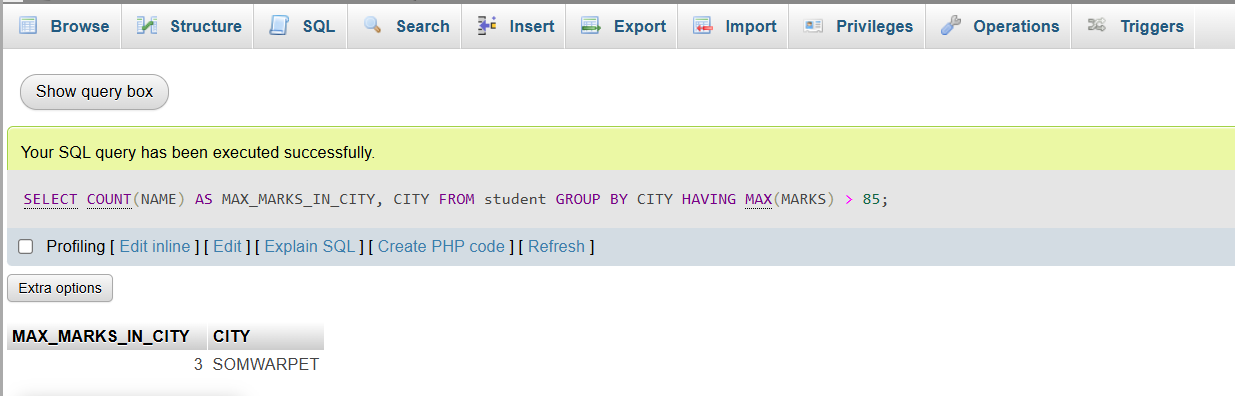 Browse Structure SQL Search Insert Export Import Privileges Operations Triggers
Show query box
Your SQL query has been executed successfully.
SELECT COUNT(NAME) AS MAX_MARKS_IN_CITY, CITY FROM student GROUP BY CITY HAVING MAX(MARKS) > 85;
Profiling [ Edit inline ] [ Edit ] [ Explain SQL ] [ Create PHP code ] [ Refresh ]
Extra options
MAX_MARKS_IN_CITY CITY
3 SOMWARPET